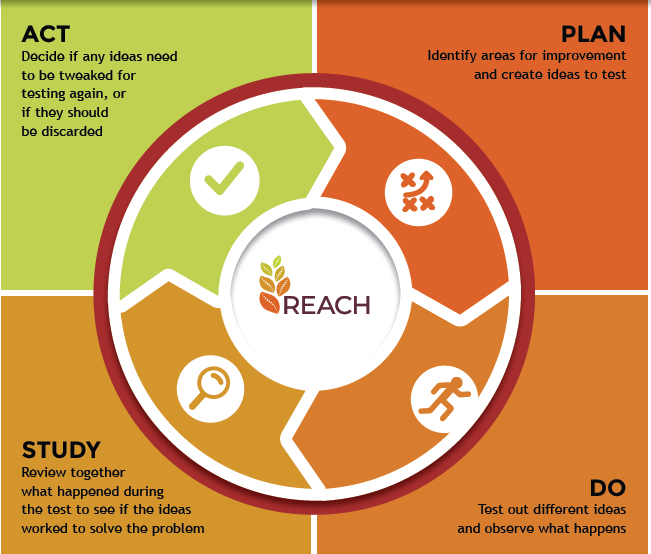 ACT
Decide if any ideas need
to be tweaked for
testing again, or
if they should
be discarded
PLAN
Identify areas for improvement
and create ideas to test
REACH
STUDY
Review together
what happened during
the test to see if the ideas
worked to solve the problem
DO
Test out different ideas
and observe what happens